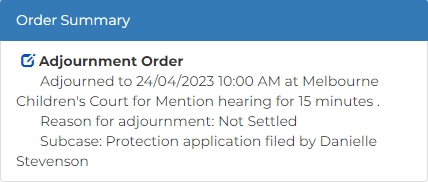 Order Summary
Adjournment Order
Adjourned to 24/04/2023 10:00 AM at Melbourne
Children's Court for Mention hearing for 15 minutes .
Reason for adjournment: Not Settled
Subcase: Protection application filed by Danielle
Stevenson